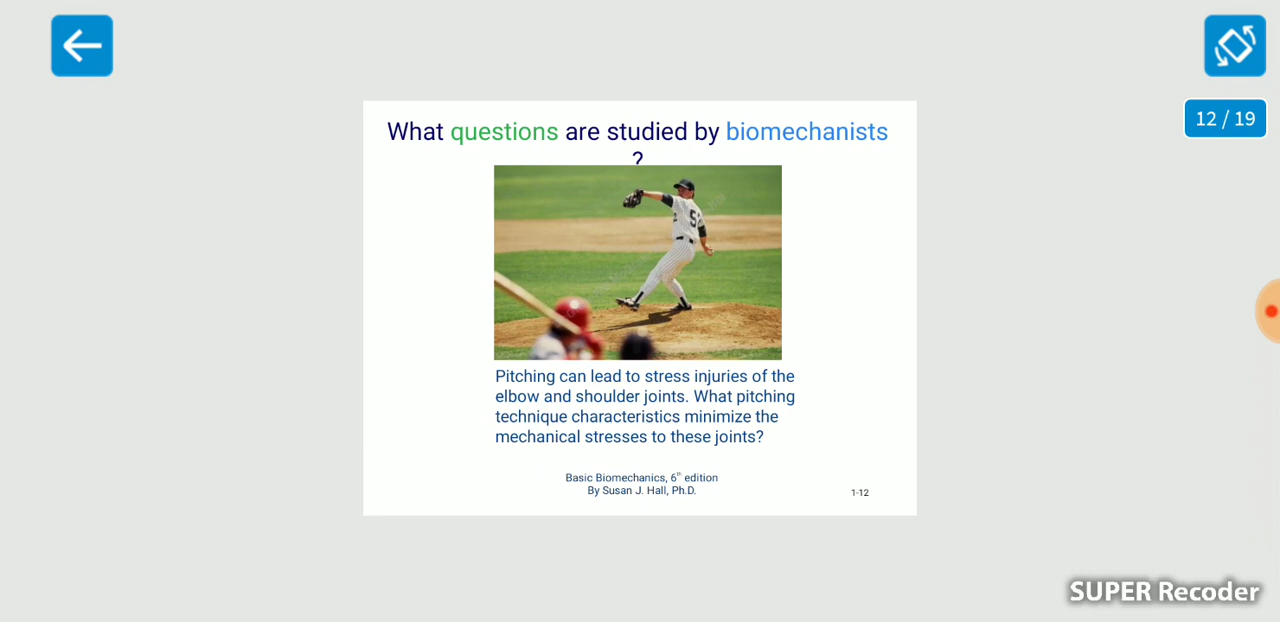 12 / 19
What questions are studied by biomechanists
?
52
Pitching can lead to stress injuries of the
elbow and shoulder joints. What pitching
technique characteristics minimize the
mechanical stresses to these joints?
Basic Biomechanics, 6th edition
By Susan J. Hall, Ph.D.
1-12
SUPER Recoder